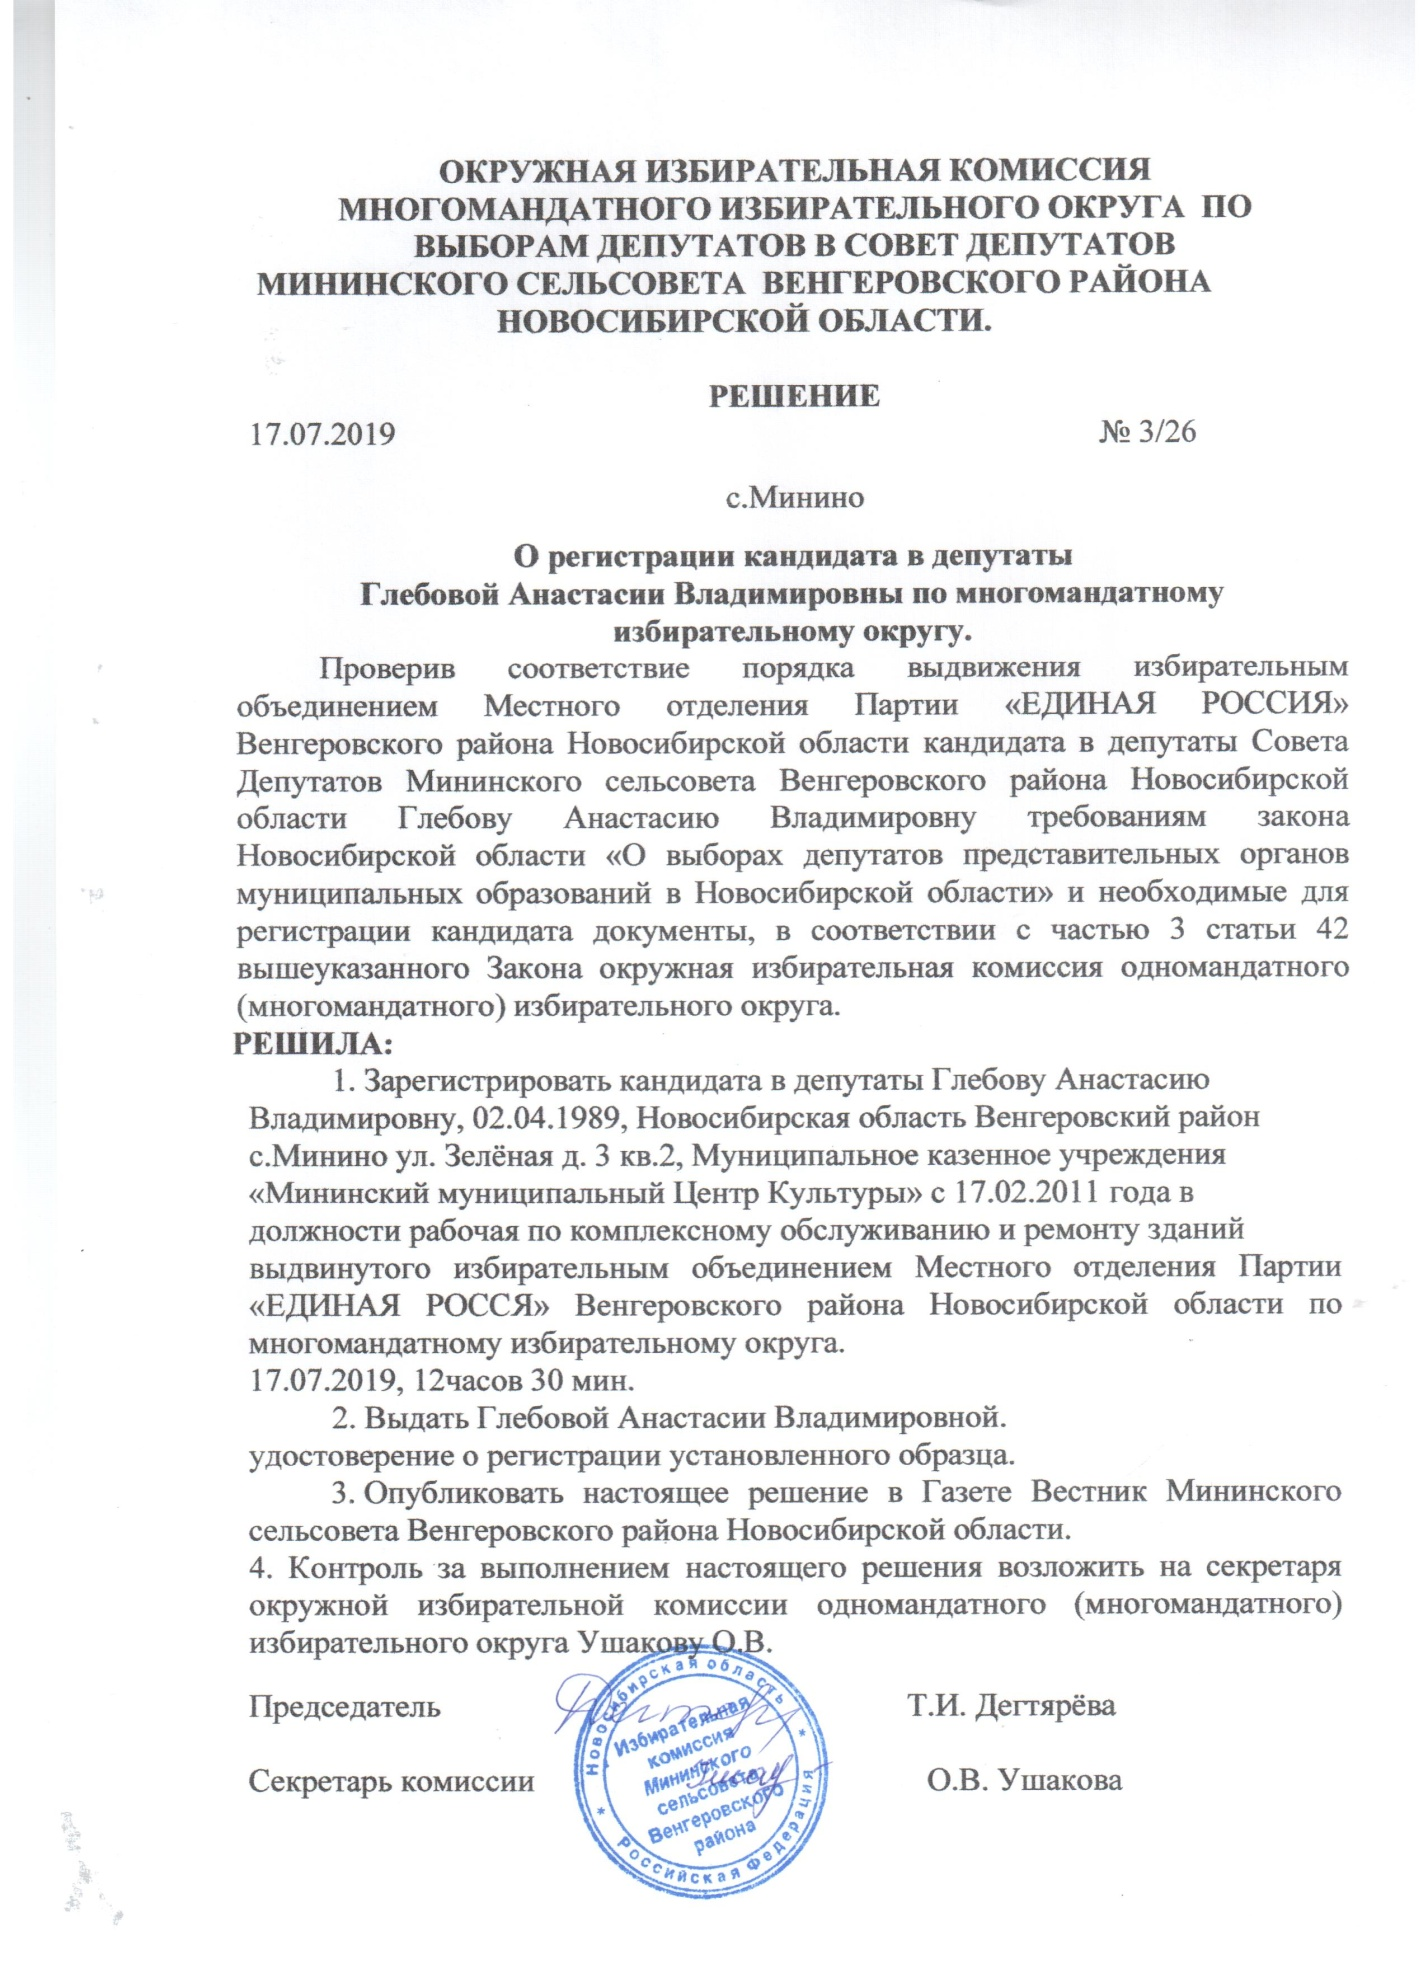 ОКРУЖНАЯ ИЗБИРАТЕЛЬНАЯ КОМИССИЯ
МНОГОМАНДАТНОГО ИЗБИРАТЕЛЬНОГО ОКРУГА ПО
ВЫБОРАМ ДЕПУТАТОВ В СОВЕТ ДЕПУТАТОВ
МИНИНСКОГО СЕЛЬСОВЕТА ВЕНГЕРОВСКОГО РАЙОНА
НОВОСИБИРСКОЙ ОБЛАСТИ.
РЕШЕНИЕ
17.07.2019 № 3/26
с.Минино
О регистрации кандидата в депутаты
Глебовой Анастасии Владимировны по многомандатному
избирательному округу.
Проверив соответствие порядка выдвижения избирательным
объединением Местного отделения Партии «ЕДИНАЯ РОССИЯ»
Венгеровского района Новосибирской области кандидата в депутаты Совета
Депутатов Мининского сельсовета Венгеровского района Новосибирской
области Глебову Анастасию Владимировну требованиям закона
Новосибирской области «О выборах депутатов представительных органов
муниципальных образований в Новосибирской области» и необходимые для
регистрации кандидата документы, в соответствии с частью 3 статьи 42
вышеуказанного Закона окружная избирательная комиссия одномандатного
(многомандатного) избирательного округа.
РЕШИЛА:
1. Зарегистрировать кандидата в депутаты Глебову Анастасию
Владимировну, 02.04.1989, Новосибирская область Венгеровский район
с.Минино ул. Зелёная д. 3 кв.2, Муниципальное казенное учреждения
«Мининский муниципальный Центр Культуры» с 17.02.2011 года в
должности рабочая по комплексному обслуживанию и ремонту зданий
выдвинутого избирательным объединением Местного отделения Партии
«ЕДИНАЯ РОССЯ» Венгеровского района Новосибирской области по
многомандатному избирательному округа.
17.07.2019, 12часов 30 мин.
2. Выдать Глебовой Анастасии Владимировной.
удостоверение о регистрации установленного образца.
3. Опубликовать настоящее решение в Газете Вестник Мининского
сельсовета Венгеровского района Новосибирской области.
4. Контроль за выполнением настоящего решения возложить на секретаря
окружной избирательной комиссии одномандатного (многомандатного)
избирательного округа Ушакову О.В.
Председатель Т.И. Дегтярёва
Секретарь комиссии О.В. Ушакова
Новосибирская область
* Российская Федерация *
Избирательная
комиссия
Мининского
сельсовета
Венгеровского
района